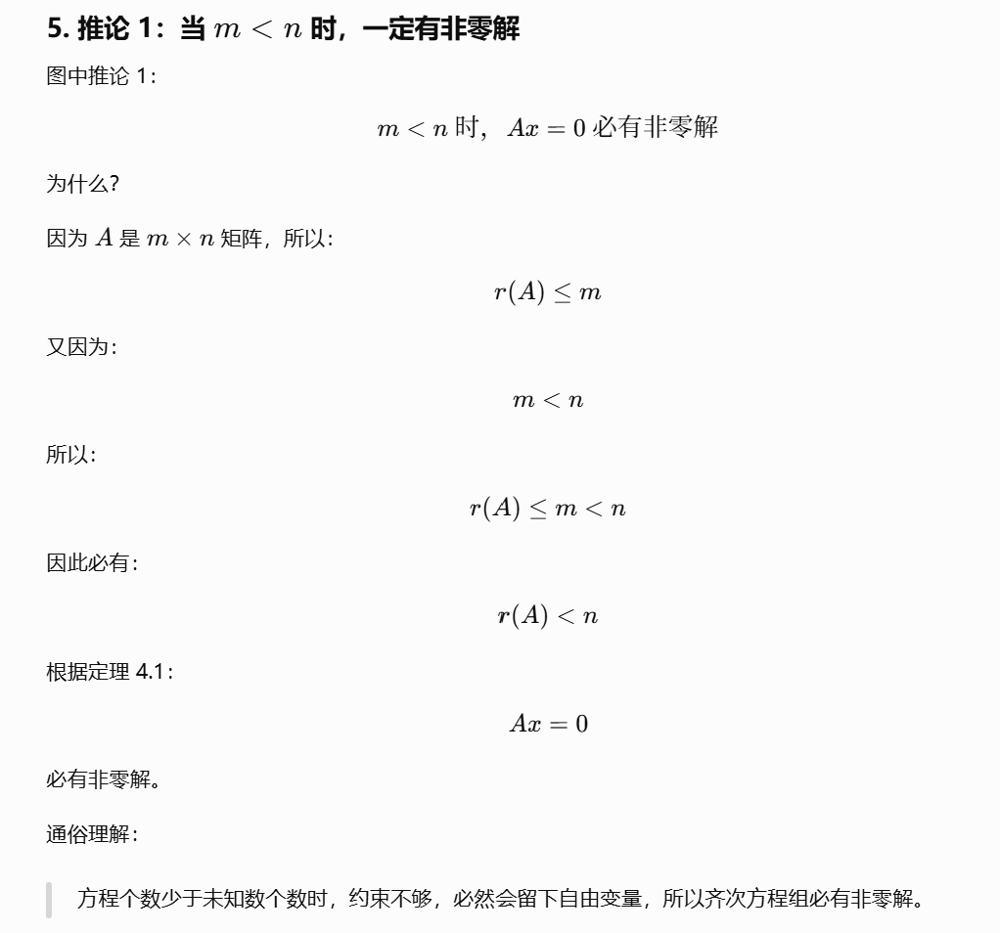 5. 推论 1：当 m < n 时，一定有非零解
图中推论 1：
m < n 时， Ax = 0 必有非零解
为什么？
因为 A 是 m × n 矩阵，所以：
r(A) ≤ m
又因为：
m < n
所以：
r(A) ≤ m < n
因此必有：
r(A) < n
根据定理 4.1：
Ax = 0
必有非零解。
通俗理解：
方程个数少于未知数个数时，约束不够，必然会留下自由变量，所以齐次方程组必有非零解。